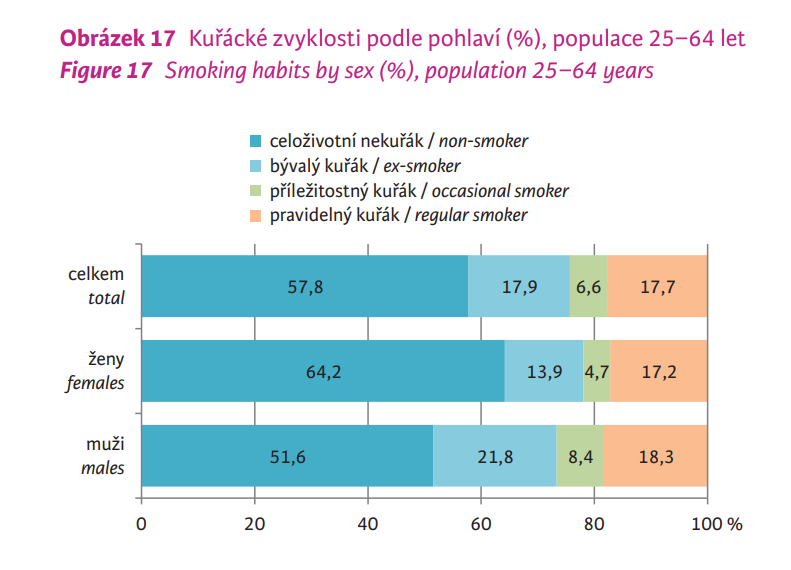 Obrázek 17 Kuřácké zvyklosti podle pohlaví (%), populace 25–64 let
Figure 17 Smoking habits by sex (%), population 25–64 years
celoživotní nekuřák / non-smoker
bývalý kuřák / ex-smoker
příležitostný kuřák / occasional smoker
pravidelný kuřák / regular smoker
celkem
total
57,8 17,9 6,6 17,7
ženy
females
64,2 13,9 4,7 17,2
muži
males
51,6 21,8 8,4 18,3
0 20 40 60 80 100 %